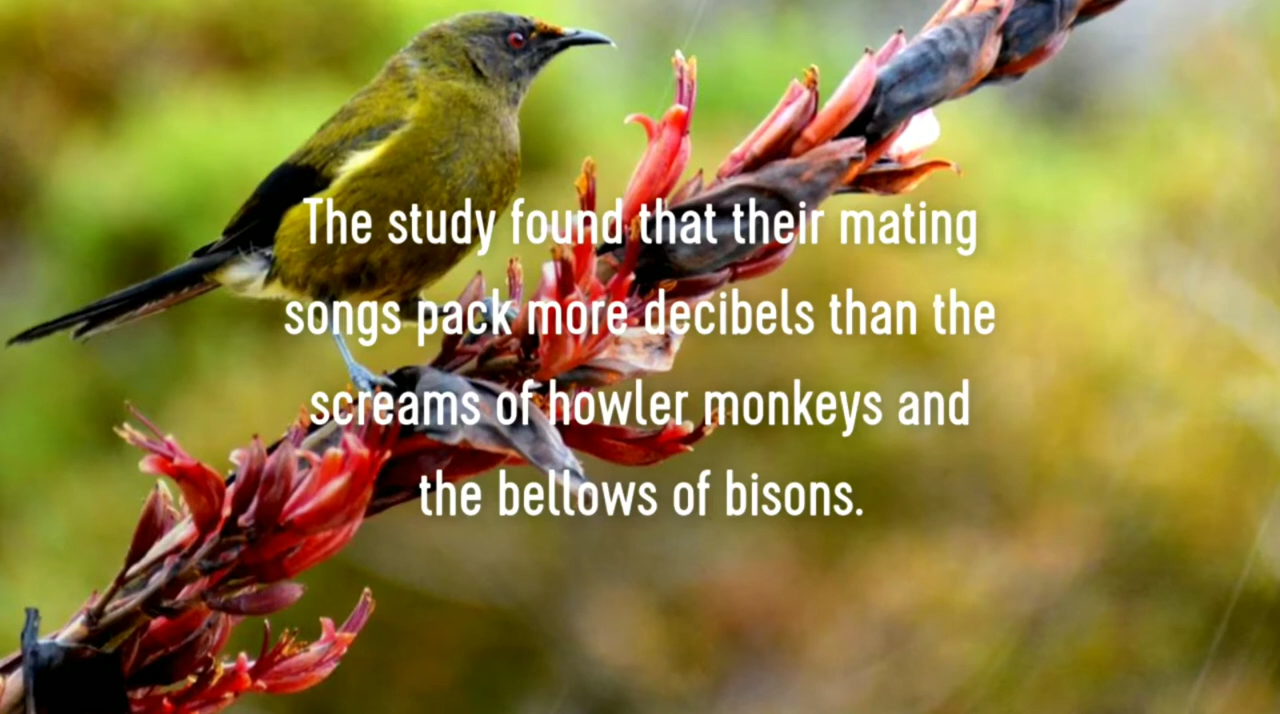 The study found that their mating
songs pack more decibels than the
screams of howler monkeys and
the bellows of bisons.